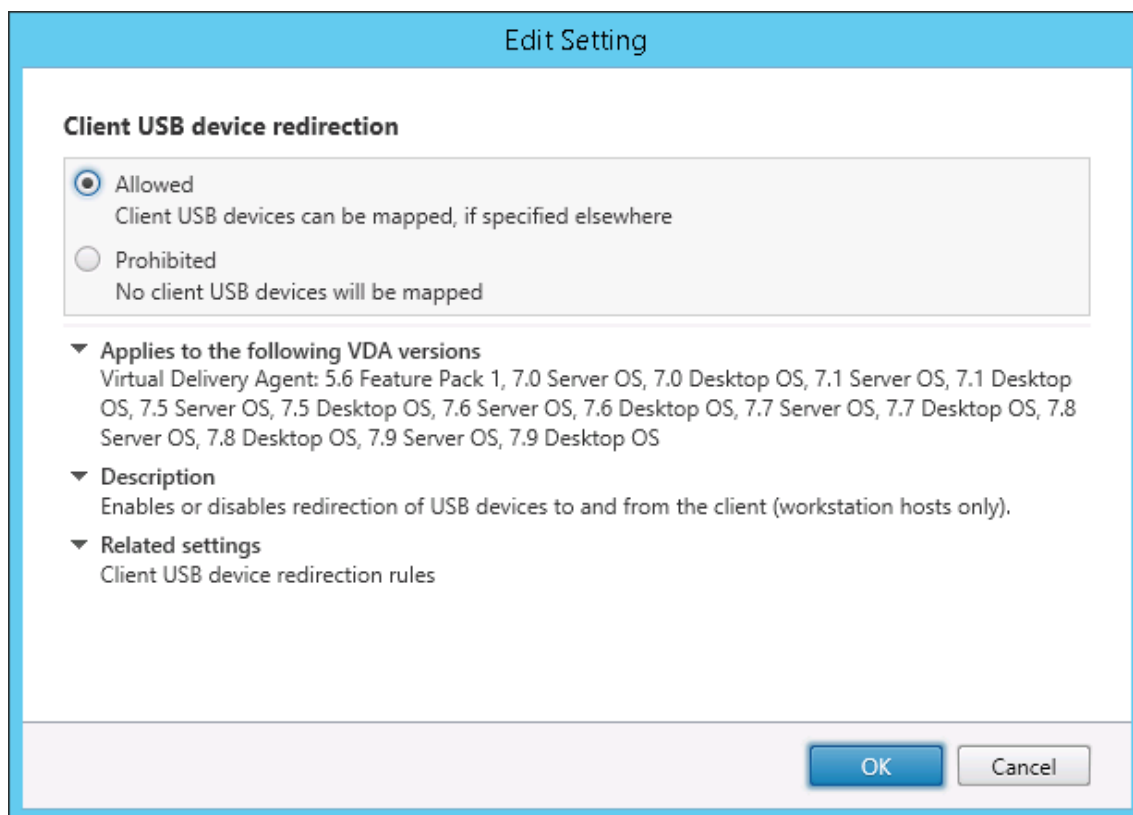 Edit Setting
Client USB device redirection
Allowed
Client USB devices can be mapped, if specified elsewhere
Prohibited
No client USB devices will be mapped
Applies to the following VDA versions
Virtual Delivery Agent: 5.6 Feature Pack 1, 7.0 Server OS, 7.0 Desktop OS, 7.1 Server OS, 7.1 Desktop
OS, 7.5 Server OS, 7.5 Desktop OS, 7.6 Server OS, 7.6 Desktop OS, 7.7 Server OS, 7.7 Desktop OS, 7.8
Server OS, 7.8 Desktop OS, 7.9 Server OS, 7.9 Desktop OS
Description
Enables or disables redirection of USB devices to and from the client (workstation hosts only).
Related settings
Client USB device redirection rules
OK Cancel